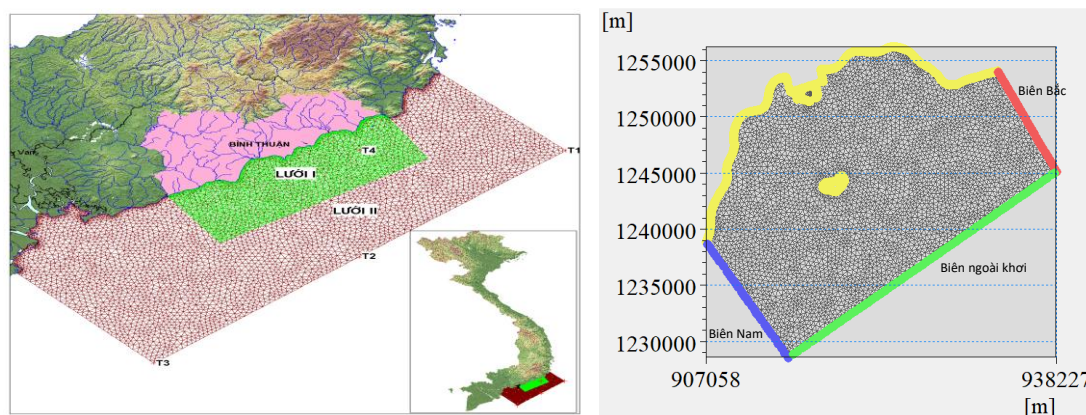 T1
BÌNH THUẬN
T4
LƯỚI I
LƯỚI II
T2
T3
[m]
1255000
1250000
1245000
1240000
1235000
1230000
907058
938227
[m]
Biên Bắc
Biên ngoài khơi
Biên Nam